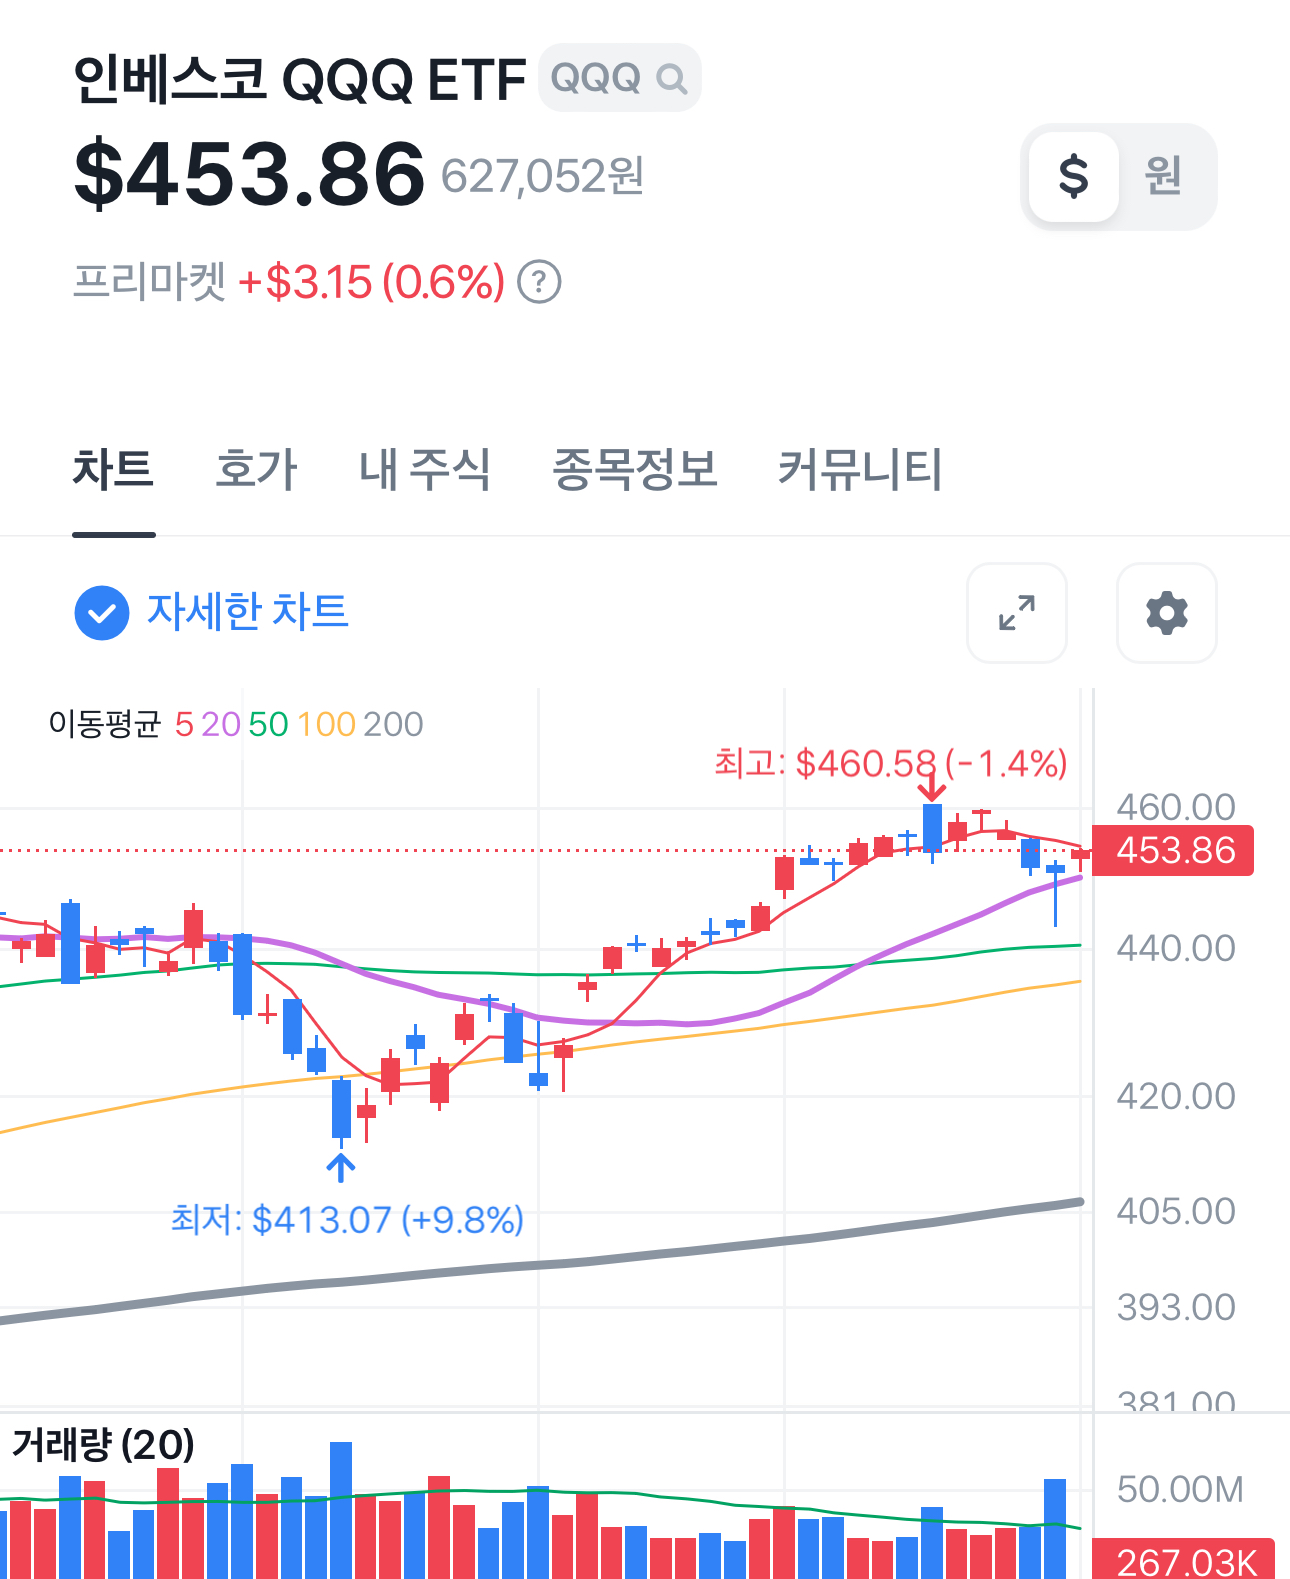 인베스코 QQQ ETF QQQ
$453.86 627,052원
$ 원
프리마켓 +$3.15 (0.6%) ?
차트 호가 내 주식 종목정보 커뮤니티
자세한 차트
이동평균 5 20 50 100 200
최고: $460.58 (-1.4%)
460.00
453.86
440.00
420.00
최저: $413.07 (+9.8%)
405.00
393.00
381.00
거래량 (20)
50.00M
267.03K